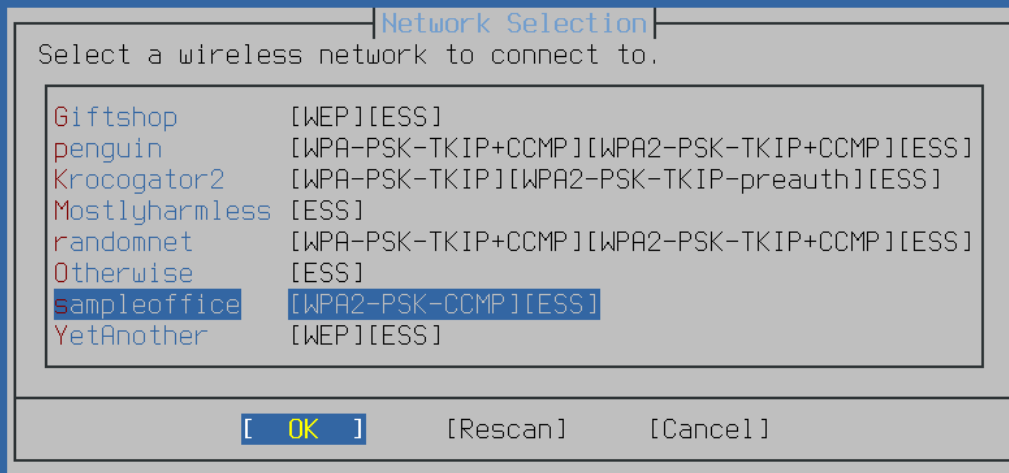 Network Selection
Select a wireless network to connect to.
Giftshop [WEP][ESS]
penguin [WPA-PSK-TKIP+CCMP][WPA2-PSK-TKIP+CCMP][ESS]
Krocogator2 [WPA-PSK-TKIP][WPA2-PSK-TKIP-preauth][ESS]
Mostlyharmless [ESS]
randomnet [WPA-PSK-TKIP+CCMP][WPA2-PSK-TKIP+CCMP][ESS]
Otherwise [ESS]
sampleoffice [WPA2-PSK-CCMP][ESS]
YetAnother [WEP][ESS]
[ OK ] [Rescan] [Cancel]